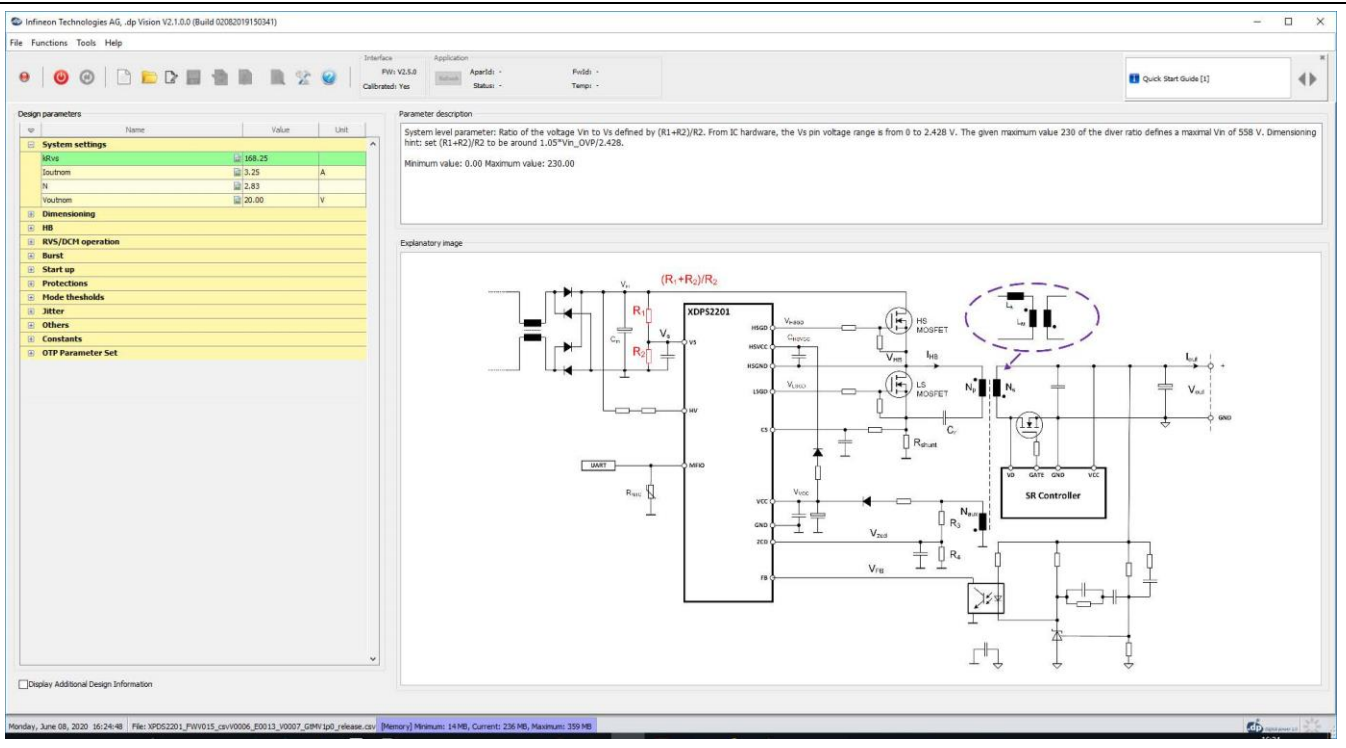 Infineon Technologies AG, .dp Vision V2.1.0.0 (Build 02082019150341)
File Functions Tools Help
Interface
FW: V2.5.0
Calibrated: Yes
Application
Refresh
AparId: -
FwId: -
Status: -
Temp: -
Quick Start Guide [1]
Design parameters
Name Value Unit
System settings
kRvs 168.25
Ioutnom 3.25 A
N 2.83
Voutnom 20.00 V
Dimensioning
HB
RVS/DCM operation
Burst
Start up
Protections
Mode thesholds
Jitter
Others
Constants
OTP Parameter Set
Display Additional Design Information
Parameter description
System level parameter: Ratio of the voltage Vin to Vs defined by (R1+R2)/R2. From IC hardware, the Vs pin voltage range is from 0 to 2.428 V. The given maximum value 230 of the diver ratio defines a maximal Vin of 558 V. Dimensioning
hint: set (R1+R2)/R2 to be around 1.05*Vin_OVP/2.428.
Minimum value: 0.00 Maximum value: 230.00
Explanatory image
(R1+R2)/R2
Vin
R1
R2
Cin
Vs
XDPS2201
VS
HV
MFIO
UART
HSGD
HSVCC
HSGND
LSGD
CS
VCC
GND
ZCD
FB
VHSGD
CHSVCC
VLSGD
HS
MOSFET
VHB
IHB
LS
MOSFET
Cr
Rshunt
Np
Ns
Iout
+
Vout
GND
VD GATE GND VCC
SR Controller
VVCC
Naux
R3
R4
VFB
Monday, June 08, 2020 16:24:48 File: XPDS2201_FWV015_csvV0006_E0013_V0007_GtMV1p0_release.csv [Memory] Minimum: 14 MB, Current: 236 MB, Maximum: 359 MB
.dp